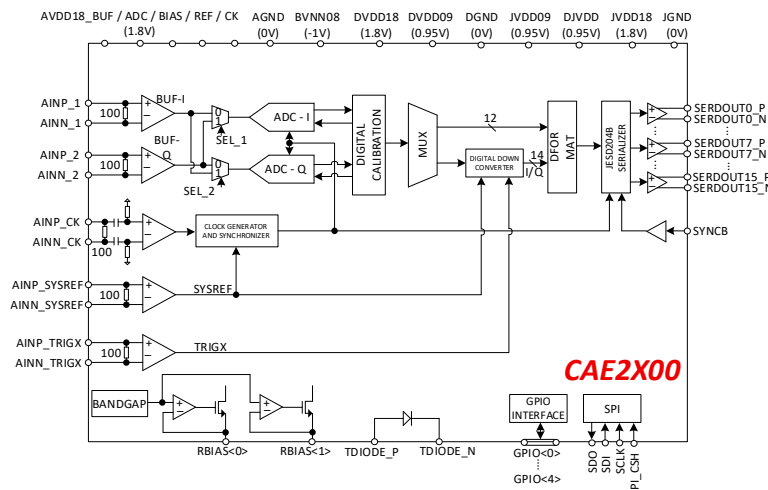 AVDD18_BUF / ADC / BIAS / REF / CK
(1.8V)
AGND
(0V)
BVNN08
(-1V)
DVDD18
(1.8V)
DVDD09
(0.95V)
DGND
(0V)
JVDD09
(0.95V)
DJVDD
(0.95V)
JVDD18
(1.8V)
JGND
(0V)
AINP_1
AINN_1
100
BUF-I
0
1
SEL_1
ADC - I
AINP_2
AINN_2
100
BUF-
Q
0
1
SEL_2
ADC - Q
DIGITAL
CALIBRATION
MUX
12
DIGITAL DOWN
CONVERTER
14
I/Q
DFOR
MAT
JESD204B
SERIALIZER
SERDOUT0_P
SERDOUT0_N
SERDOUT7_P
SERDOUT7_N
SERDOUT15_P
SERDOUT15_N
AINP_CK
AINN_CK
100
CLOCK GENERATOR
AND SYNCHRONIZER
SYNCB
AINP_SYSREF
AINN_SYSREF
100
SYSREF
AINP_TRIGX
AINN_TRIGX
100
TRIGX
CAE2X00
BANDGAP
RBIAS<0>
RBIAS<1>
TDIODE_P
TDIODE_N
GPIO
INTERFACE
GPIO<0>
GPIO<4>
SPI
SDO
SDI
SCLK
PI_CSH